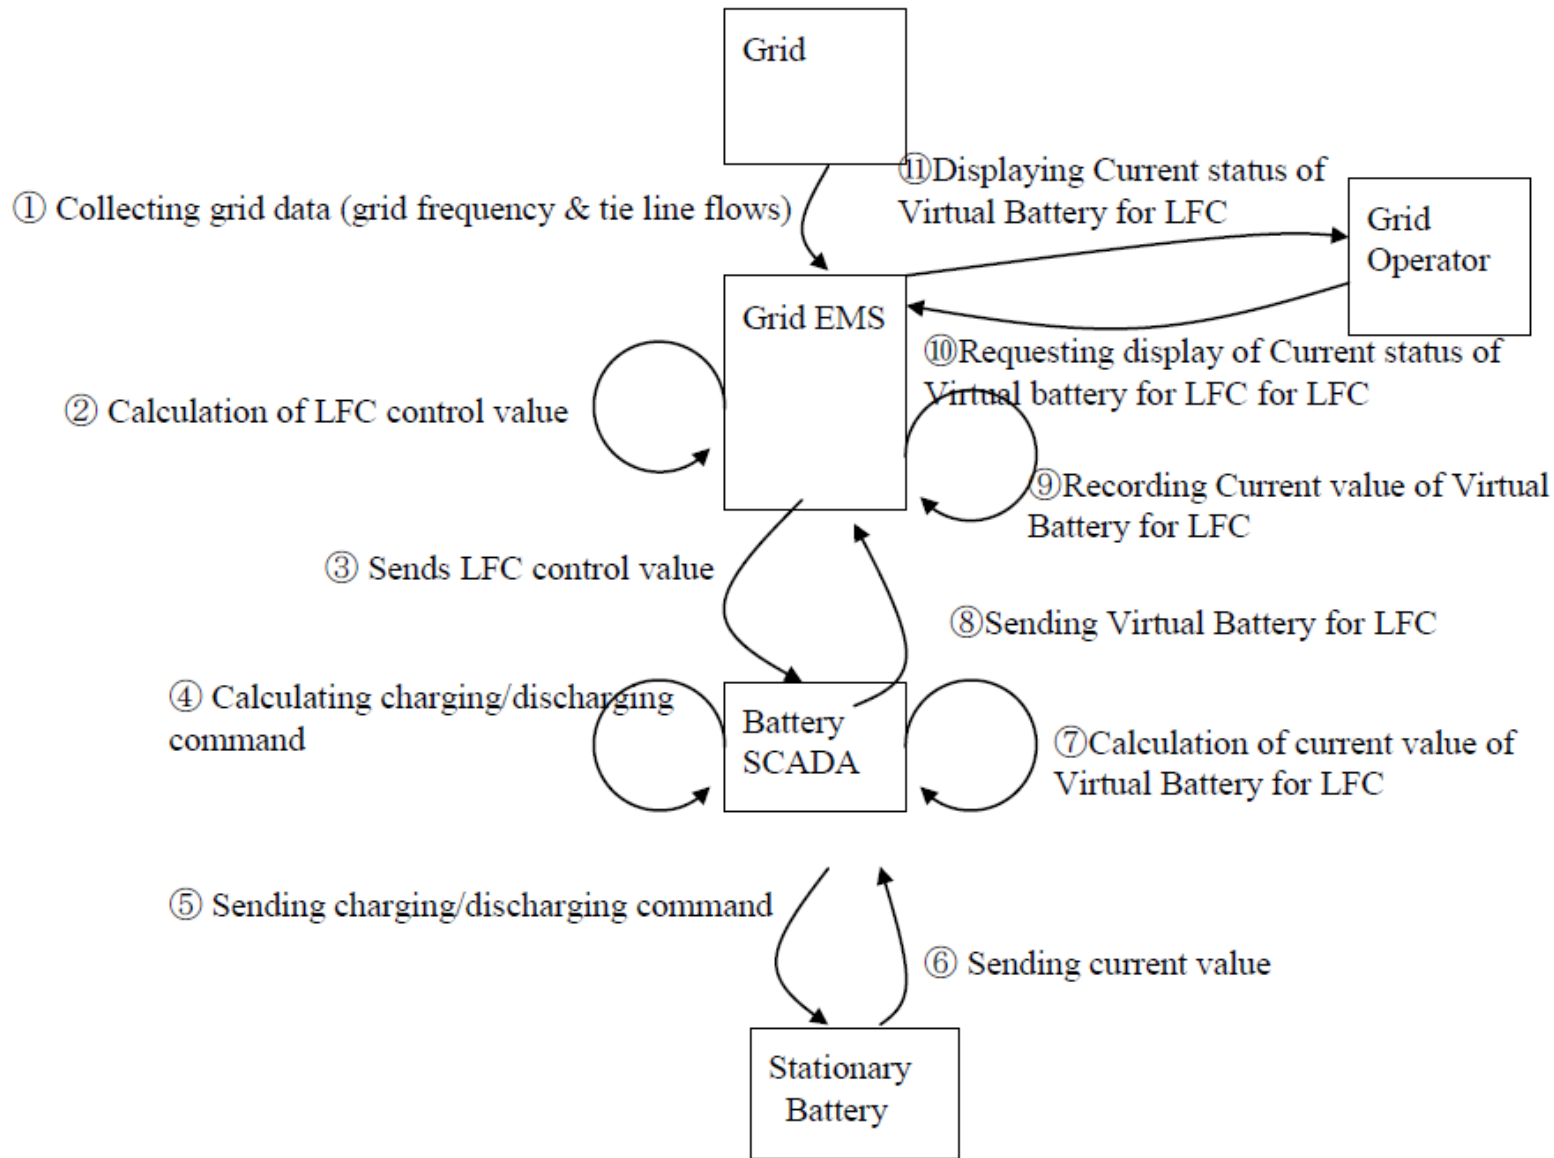 Grid
⑪Displaying Current status of
Virtual Battery for LFC
① Collecting grid data (grid frequency & tie line flows)
Grid
Operator
Grid EMS
⑩Requesting display of Current status of
Virtual battery for LFC for LFC
② Calculation of LFC control value
⑨Recording Current value of Virtual
Battery for LFC
③ Sends LFC control value
⑧Sending Virtual Battery for LFC
④ Calculating charging/discharging
command
Battery
SCADA
⑦Calculation of current value of
Virtual Battery for LFC
⑤ Sending charging/discharging command
⑥ Sending current value
Stationary
Battery